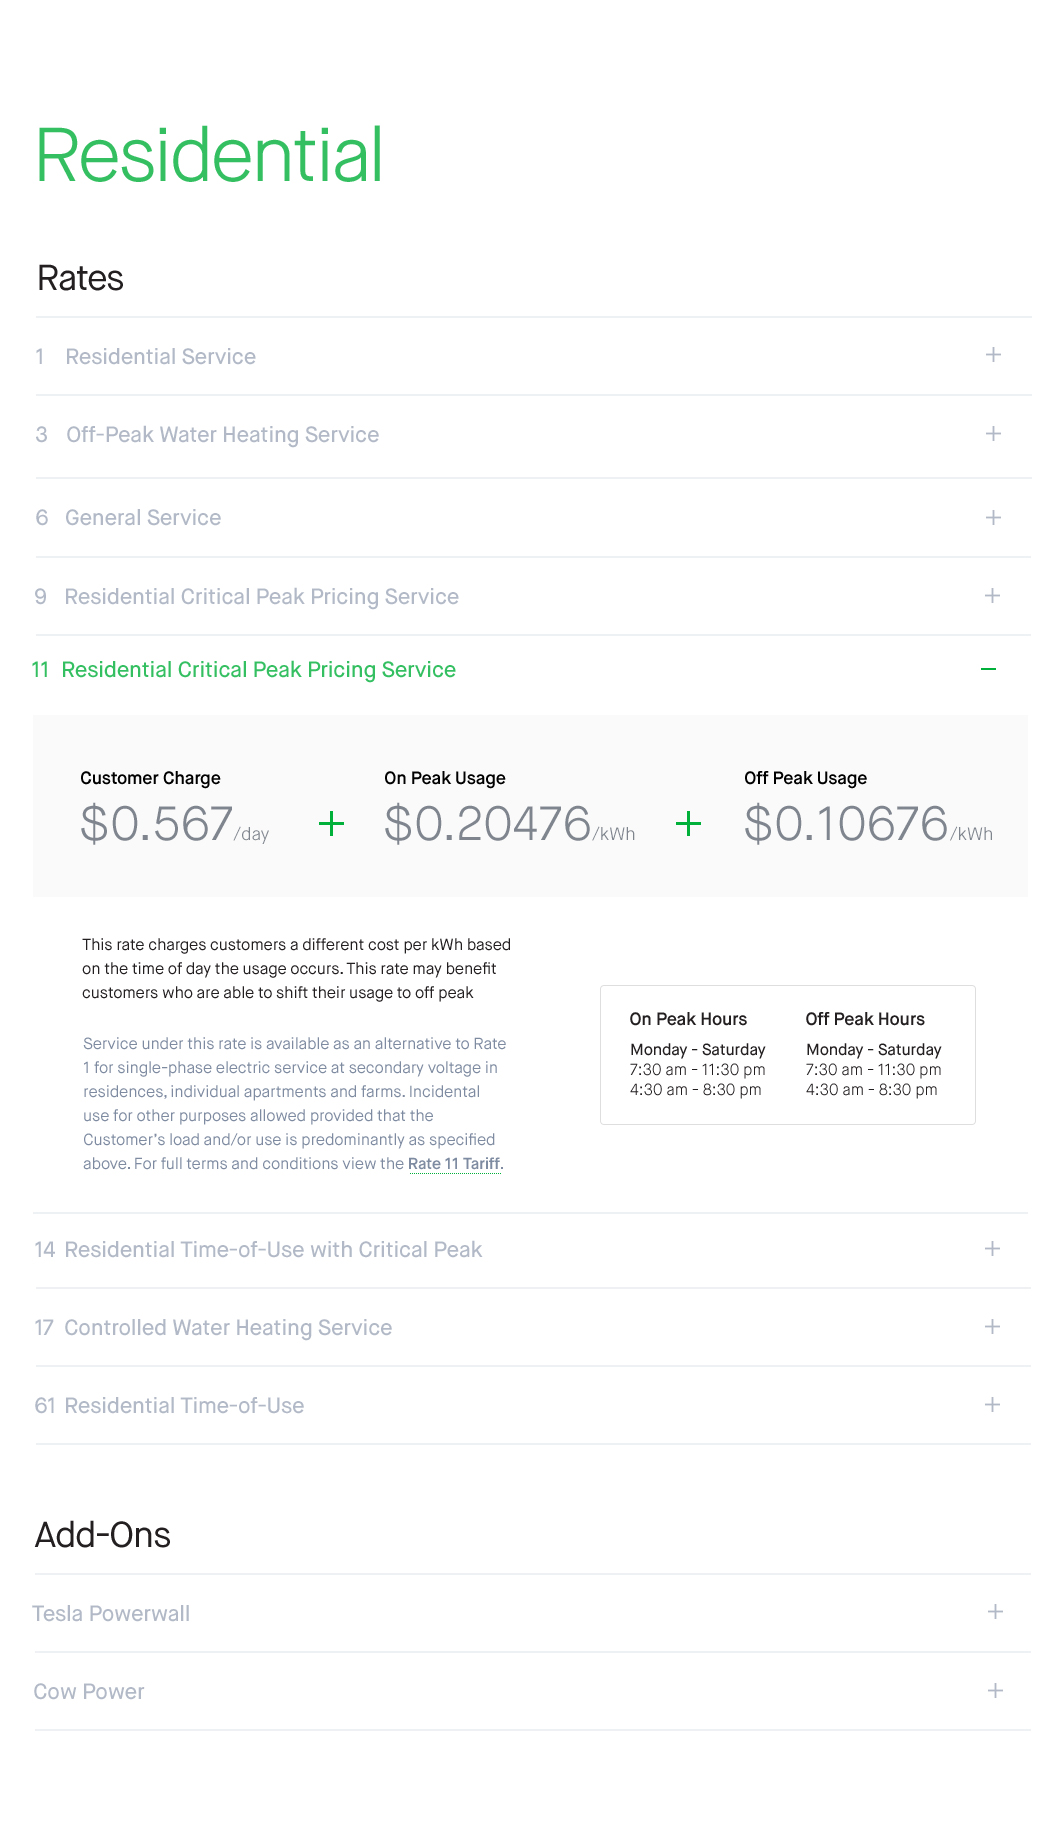 Residential
Rates
1 Residential Service +
3 Off-Peak Water Heating Service +
6 General Service +
9 Residential Critical Peak Pricing Service +
11 Residential Critical Peak Pricing Service −
Customer Charge
$0.567/day
+
On Peak Usage
$0.20476/kWh
+
Off Peak Usage
$0.10676/kWh
This rate charges customers a different cost per kWh based
on the time of day the usage occurs. This rate may benefit
customers who are able to shift their usage to off peak
Service under this rate is available as an alternative to Rate
1 for single-phase electric service at secondary voltage in
residences, individual apartments and farms. Incidental
use for other purposes allowed provided that the
Customer's load and/or use is predominantly as specified
above. For full terms and conditions view the Rate 11 Tariff.
On Peak Hours
Monday - Saturday
7:30 am - 11:30 pm
4:30 am - 8:30 pm
Off Peak Hours
Monday - Saturday
7:30 am - 11:30 pm
4:30 am - 8:30 pm
14 Residential Time-of-Use with Critical Peak +
17 Controlled Water Heating Service +
61 Residential Time-of-Use +
Add-Ons
Tesla Powerwall +
Cow Power +